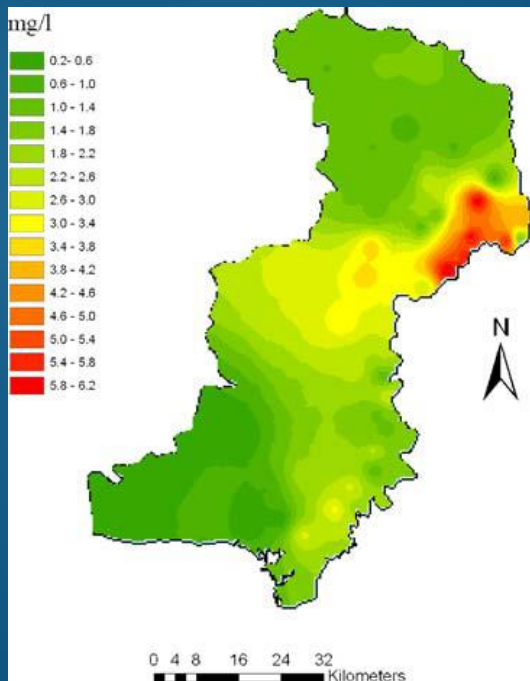 mg/l
0.2- 0.6
0.6 - 1.0
1.0 - 1.4
1.4 - 1.8
1.8 - 2.2
2.2 - 2.6
2.6 - 3.0
3.0 - 3.4
3.4 - 3.8
3.8 - 4.2
4.2 - 4.6
4.6 - 5.0
5.0 - 5.4
5.4 - 5.8
5.8 - 6.2
N
0 4 8 16 24 32
Kilometers